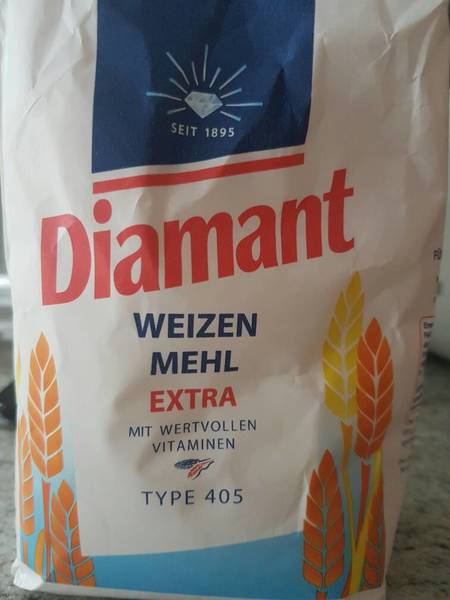 SEIT 1895
Diamant
WEIZEN
MEHL
EXTRA
MIT WERTVOLLEN
VITAMINEN
TYPE 405